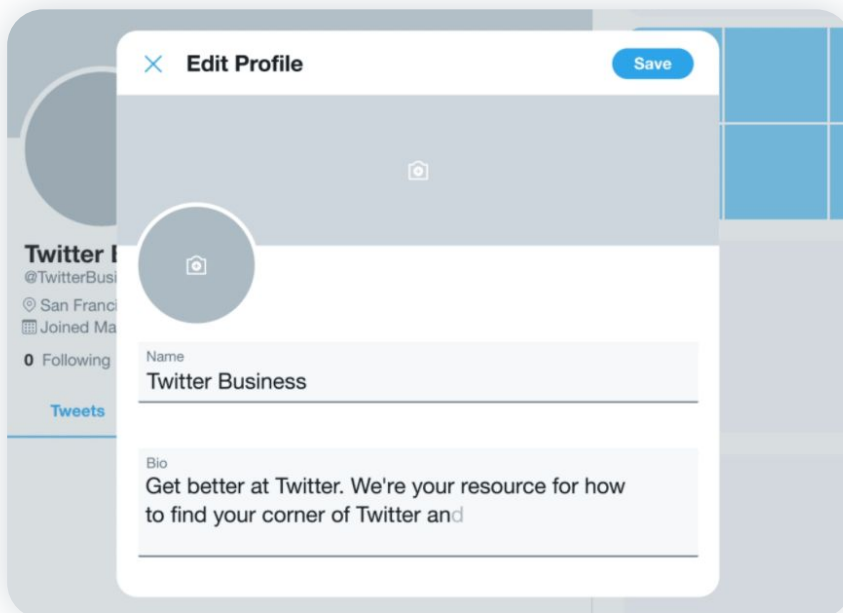 Edit Profile
Save
Twitter
@TwitterBusi
San Franci
Joined Ma
0 Following
Tweets
Name
Twitter Business
Bio
Get better at Twitter. We're your resource for how
to find your corner of Twitter and